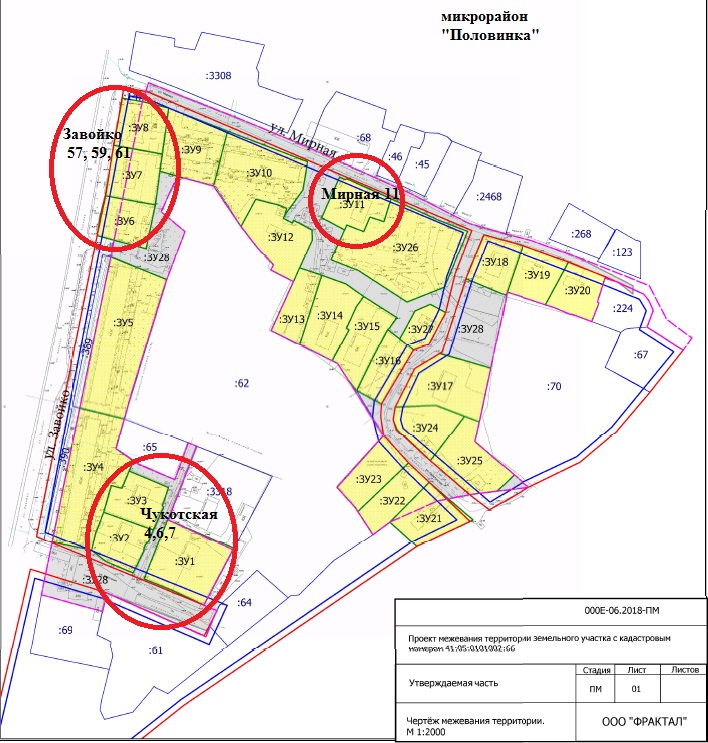 микрорайон
"Половинка"
:3308
:68
:46
:45
:2468
:268
:123
:224
:67
:70
:62
ул. Мирная
Завойко
57, 59, 61
:ЗУ8
:ЗУ7
:ЗУ6
:ЗУ28
:ЗУ9
:ЗУ10
Мирная 11
:ЗУ11
:ЗУ12
:ЗУ26
:ЗУ18
:ЗУ19
:ЗУ20
:ЗУ5
:ЗУ13
:ЗУ14
:ЗУ15
:ЗУ27
:ЗУ28
:ЗУ16
:ЗУ17
:389
ул. Завойко
:390
:ЗУ24
:ЗУ25
:65
:ЗУ4
:3318
:ЗУ23
:ЗУ22
:ЗУ21
:ЗУ3
Чукотская
4,6,7
:ЗУ2
:ЗУ1
:ЗУ28
:64
:69
:61
000Е-06.2018-ПМ
Проект межевания территории земельного участка с кадастровым
номером 41:05:0101002:66
Утверждаемая часть
Стадия Лист Листов
ПМ 01
Чертёж межевания территории.
М 1:2000
ООО "ФРАКТАЛ"